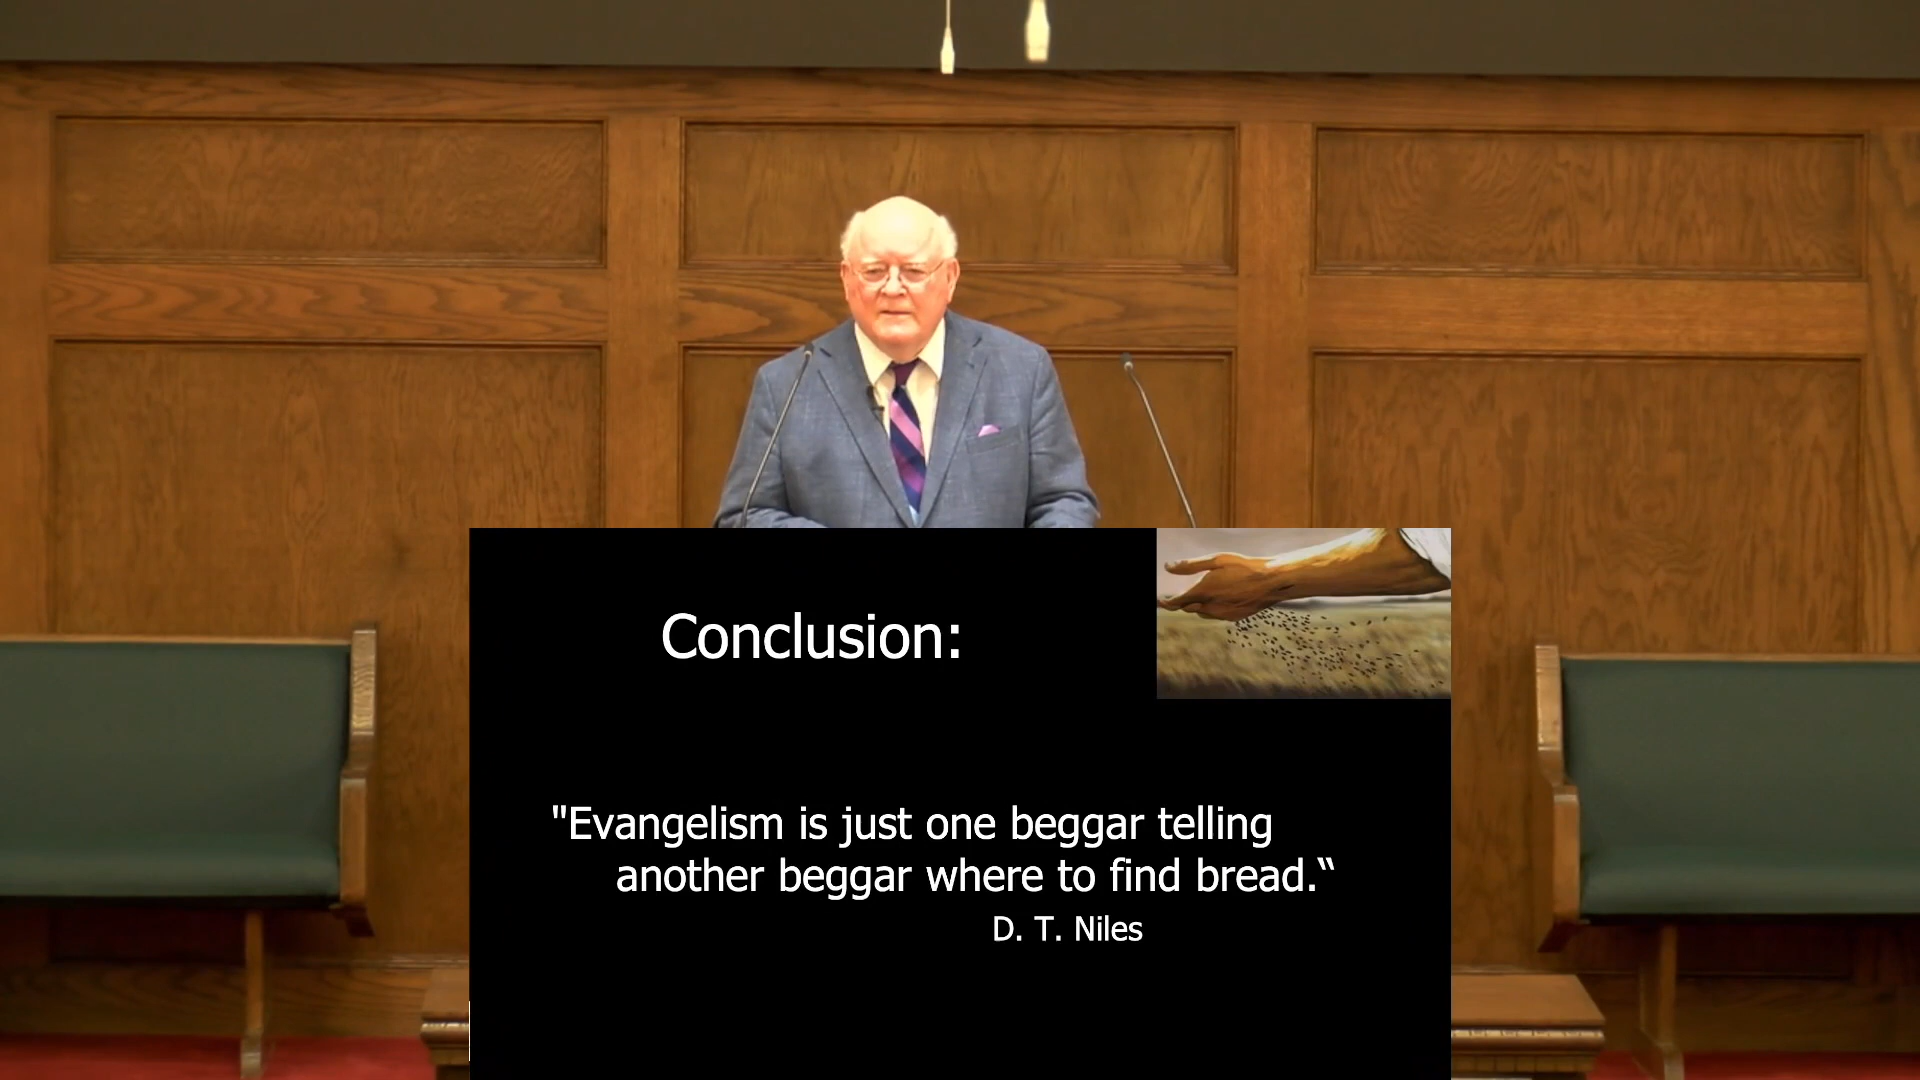 Conclusion:
"Evangelism is just one beggar telling
another beggar where to find bread.“
D. T. Niles